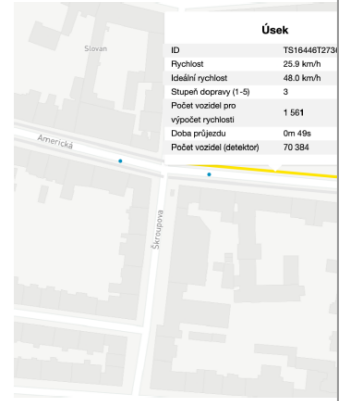 Úsek
ID TS16446T2736
Rychlost 25.9 km/h
Ideální rychlost 48.0 km/h
Stupeň dopravy (1-5) 3
Počet vozidel pro
výpočet rychlosti 1 561
Doba průjezdu 0m 49s
Počet vozidel (detektor) 70 384
Slovan
Americká
Škroupova